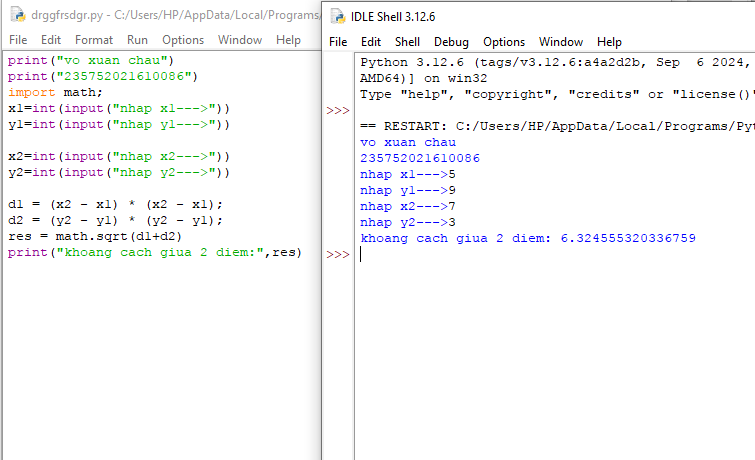 drggfrsdgr.py - C:/Users/HP/AppData/Local/Programs/
File Edit Format Run Options Window Help
print("vo xuan chau")
print("235752021610086")
import math;
x1=int(input("nhap x1--->"))
y1=int(input("nhap y1--->"))
x2=int(input("nhap x2--->"))
y2=int(input("nhap y2--->"))
d1 = (x2 - x1) * (x2 - x1);
d2 = (y2 - y1) * (y2 - y1);
res = math.sqrt(d1+d2)
print("khoang cach giua 2 diem:",res)
IDLE Shell 3.12.6
File Edit Shell Debug Options Window Help
Python 3.12.6 (tags/v3.12.6:a4a2d2b, Sep  6 2024,
AMD64)] on win32
Type "help", "copyright", "credits" or "license()"
>>>
== RESTART: C:/Users/HP/AppData/Local/Programs/Pyt
vo xuan chau
235752021610086
nhap x1--->5
nhap y1--->9
nhap x2--->7
nhap y2--->3
khoang cach giua 2 diem: 6.324555320336759
>>>